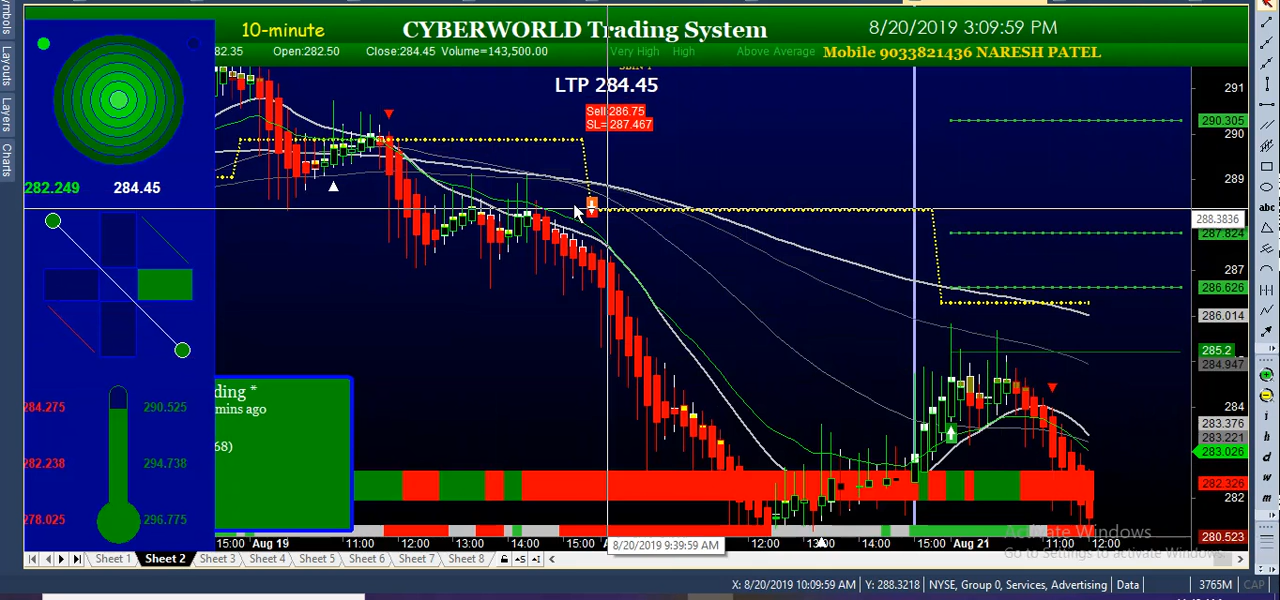 10-minute
CYBERWORLD Trading System
8/20/2019 3:09:59 PM
82.35 Open:282.50 Close:284.45 Volume=143,500.00
Very High High Above Average
Mobile 9033821436 NARESH PATEL
LTP 284.45
Sell:286.75
SL=287.467
Layouts
Layers
Charts
282.249 284.45
284.275 290.525
282.238 294.738
278.025 296.775
ding *
mins ago
68)
291
290.305
290
289
288.3836
287.824
287
286.626
286.014
285.2
284.947
284
283.376
283.221
283.026
282.326
282
280.523
abc
i
h
d
w
m
15:00 Aug 19 11:00 12:00 14:00 15:00 8/20/2019 9:39:59 AM 12:00 13:00 14:00 15:00 Aug 21 11:00 12:00
Activate Windows
Go to Settings to activate Windows.
Sheet 1 Sheet 2 Sheet 3 Sheet 4 Sheet 5 Sheet 6 Sheet 7 Sheet 8
X: 8/20/2019 10:09:59 AM Y: 288.3218 NYSE, Group 0, Services, Advertising Data 3765M CAP